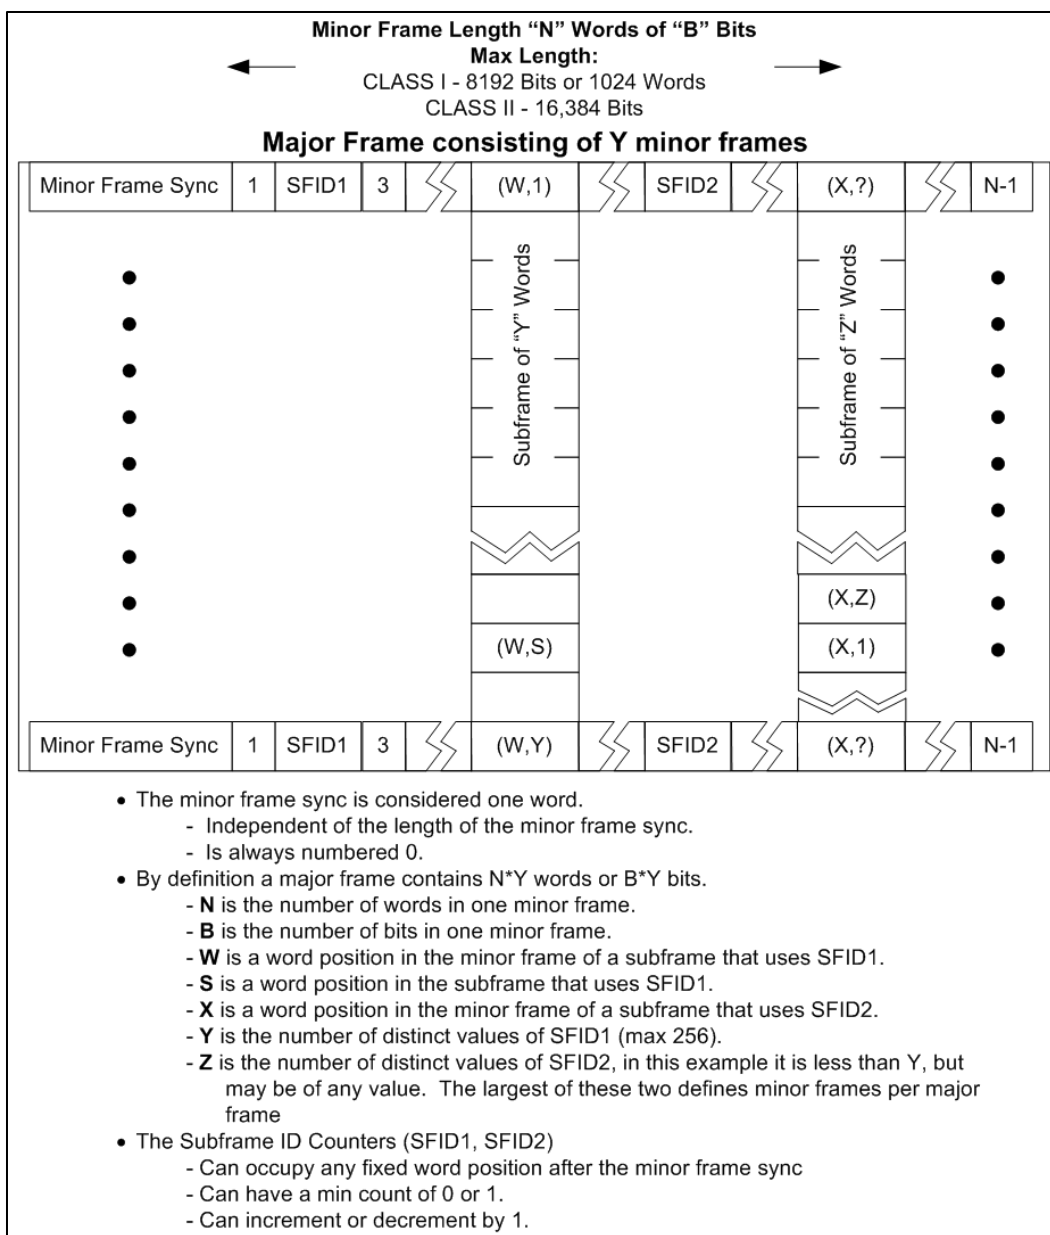 Minor Frame Length “N” Words of “B” Bits
Max Length:
CLASS I - 8192 Bits or 1024 Words
CLASS II - 16,384 Bits
Major Frame consisting of Y minor frames
Minor Frame Sync 1 SFID1 3 (W,1) SFID2 (X,?) N-1
Subframe of “Y” Words
Subframe of “Z” Words
(X,Z)
(W,S) (X,1)
Minor Frame Sync 1 SFID1 3 (W,Y) SFID2 (X,?) N-1
• The minor frame sync is considered one word.
- Independent of the length of the minor frame sync.
- Is always numbered 0.
• By definition a major frame contains N*Y words or B*Y bits.
- N is the number of words in one minor frame.
- B is the number of bits in one minor frame.
- W is a word position in the minor frame of a subframe that uses SFID1.
- S is a word position in the subframe that uses SFID1.
- X is a word position in the minor frame of a subframe that uses SFID2.
- Y is the number of distinct values of SFID1 (max 256).
- Z is the number of distinct values of SFID2, in this example it is less than Y, but
may be of any value. The largest of these two defines minor frames per major
frame
• The Subframe ID Counters (SFID1, SFID2)
- Can occupy any fixed word position after the minor frame sync
- Can have a min count of 0 or 1.
- Can increment or decrement by 1.